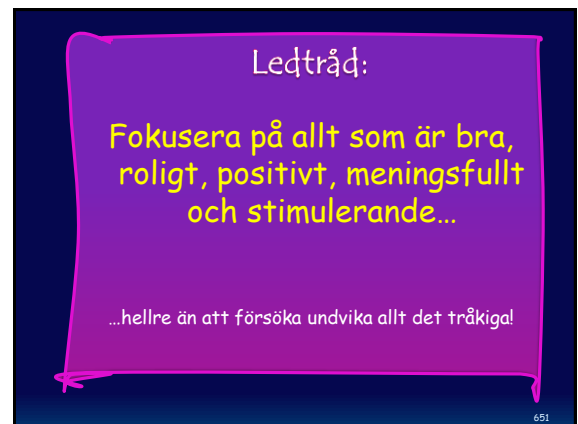 Ledtråd:
Fokusera på allt som är bra,
roligt, positivt, meningsfullt
och stimulerande…
…hellre än att försöka undvika allt det tråkiga!
651